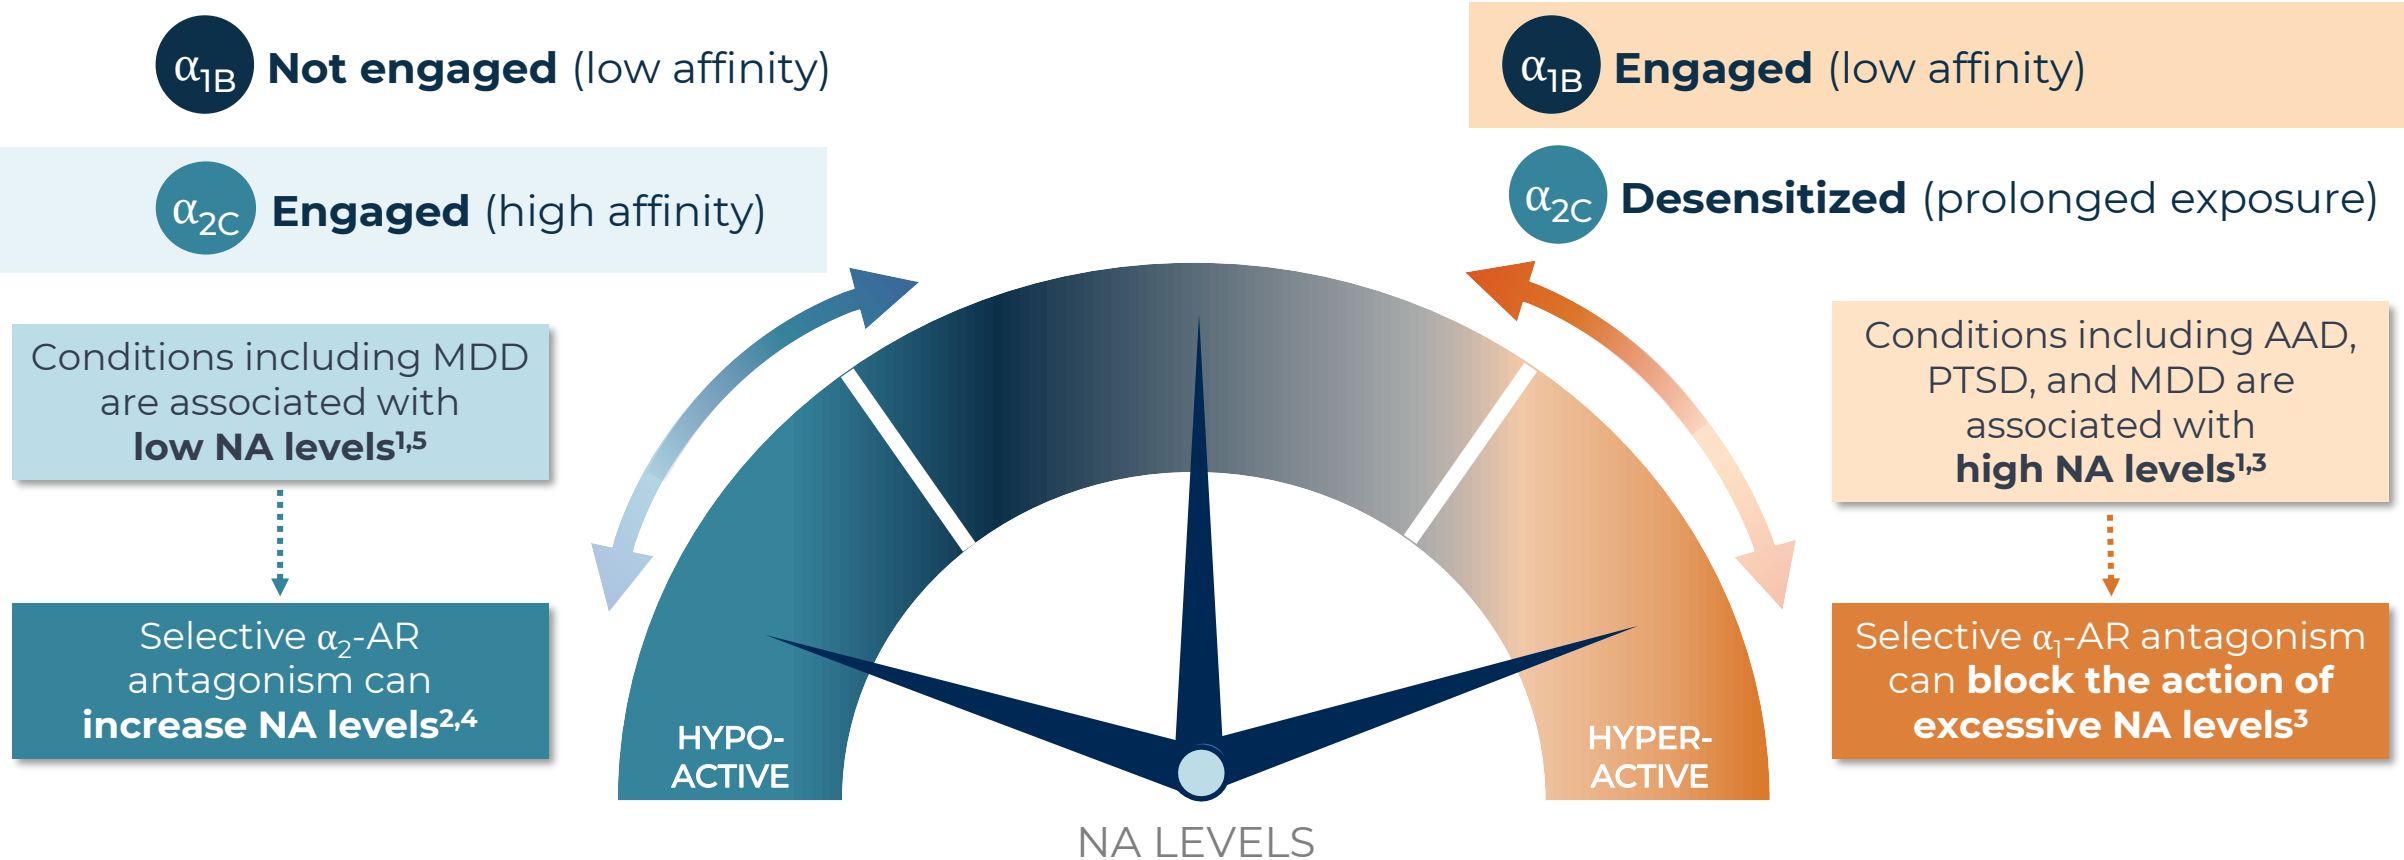 α1B Not engaged (low affinity)
α2C Engaged (high affinity)
Conditions including MDD
are associated with
low NA levels1,5
Selective α2-AR
antagonism can
increase NA levels2,4
α1B Engaged (low affinity)
α2C Desensitized (prolonged exposure)
Conditions including AAD,
PTSD, and MDD are
associated with
high NA levels1,3
Selective α1-AR antagonism
can block the action of
excessive NA levels3
HYPO-
ACTIVE
HYPER-
ACTIVE
NA LEVELS